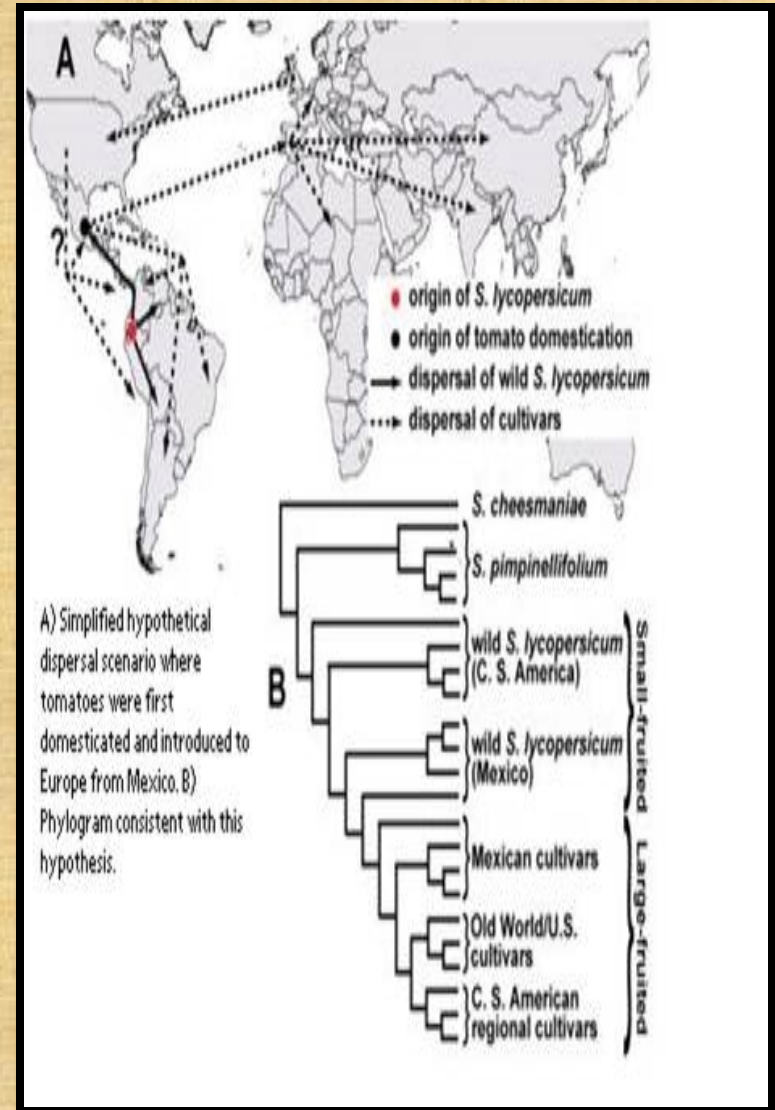 A
?
origin of S. lycopersicum
origin of tomato domestication
dispersal of wild S. lycopersicum
dispersal of cultivars
A) Simplified hypothetical
dispersal scenario where
tomatoes were first
domesticated and introduced to
Europe from Mexico. B)
Phylogram consistent with this
hypothesis.
B
S. cheesmaniae
S. pimpinellifolium
wild S. lycopersicum
(C. S. America)
wild S. lycopersicum
(Mexico)
Mexican cultivars
Old World/U.S.
cultivars
C. S. American
regional cultivars
Small-fruited
Large-fruited